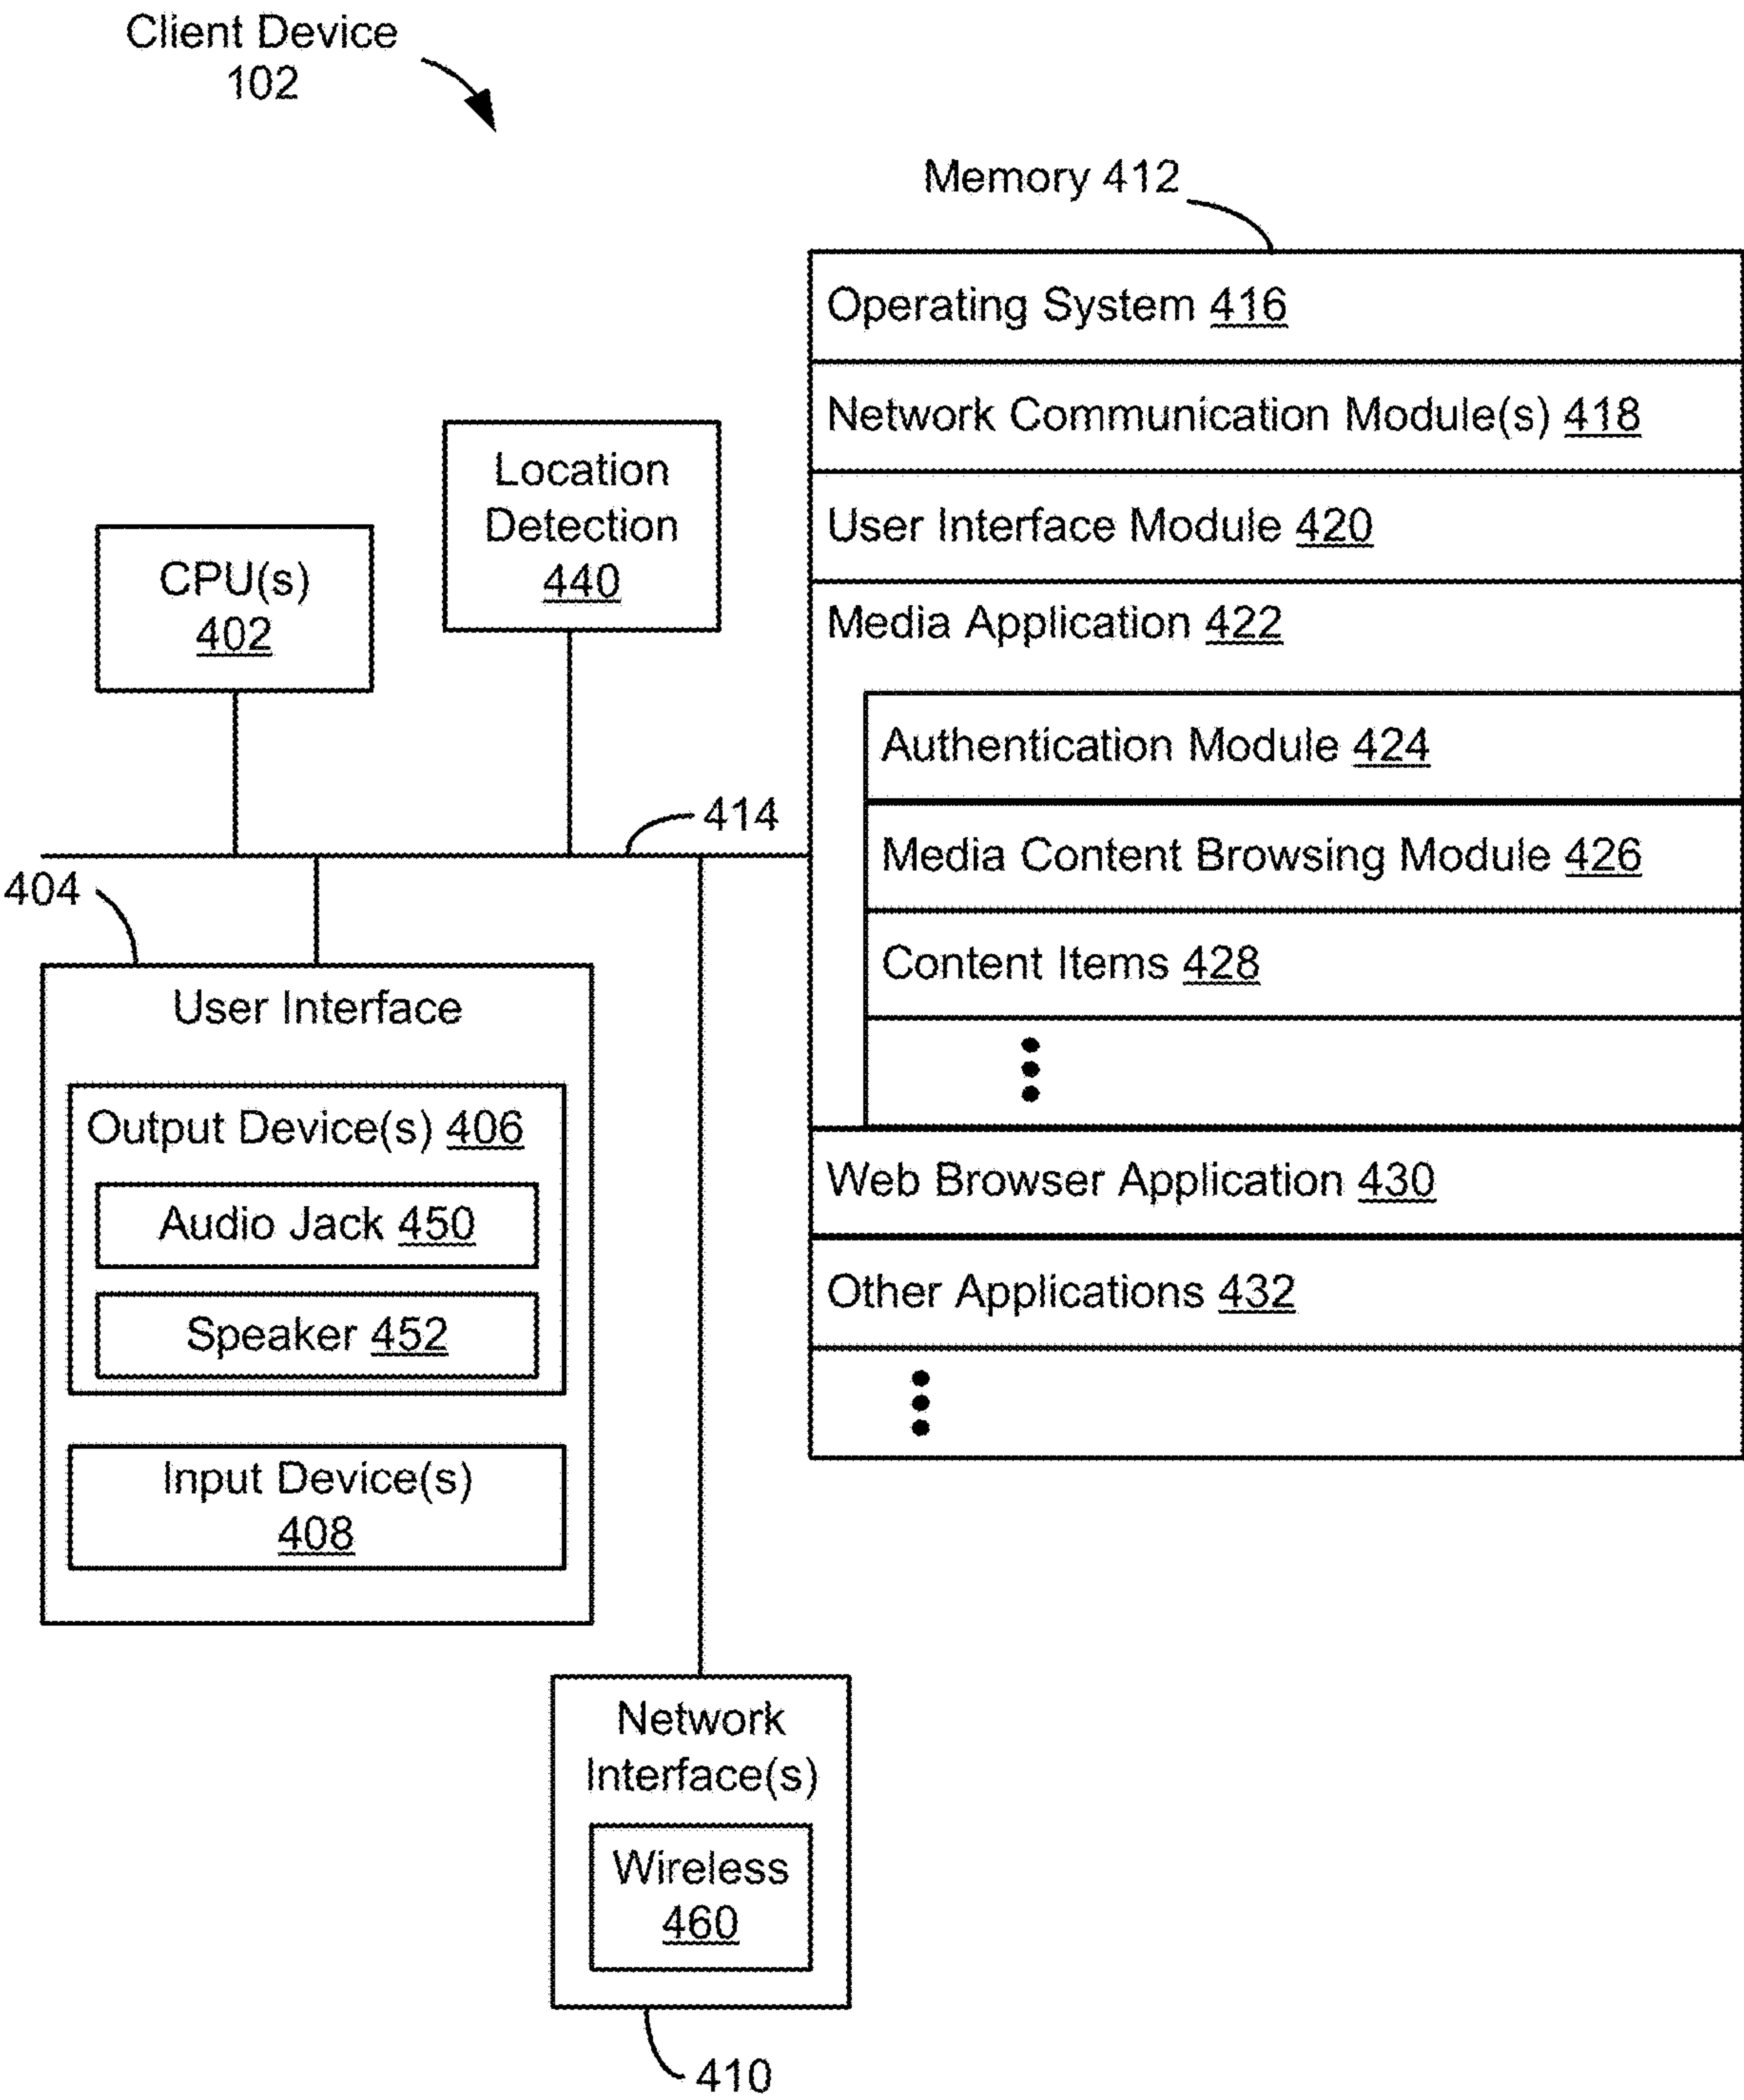 Client Device
102
Memory 412
Operating System 416
Network Communication Module(s) 418
User Interface Module 420
Media Application 422
Authentication Module 424
Media Content Browsing Module 426
Content Items 428
Web Browser Application 430
Other Applications 432
Location
Detection
440
CPU(s)
402
414
404
User Interface
Output Device(s) 406
Audio Jack 450
Speaker 452
Input Device(s)
408
Network
Interface(s)
Wireless
460
410